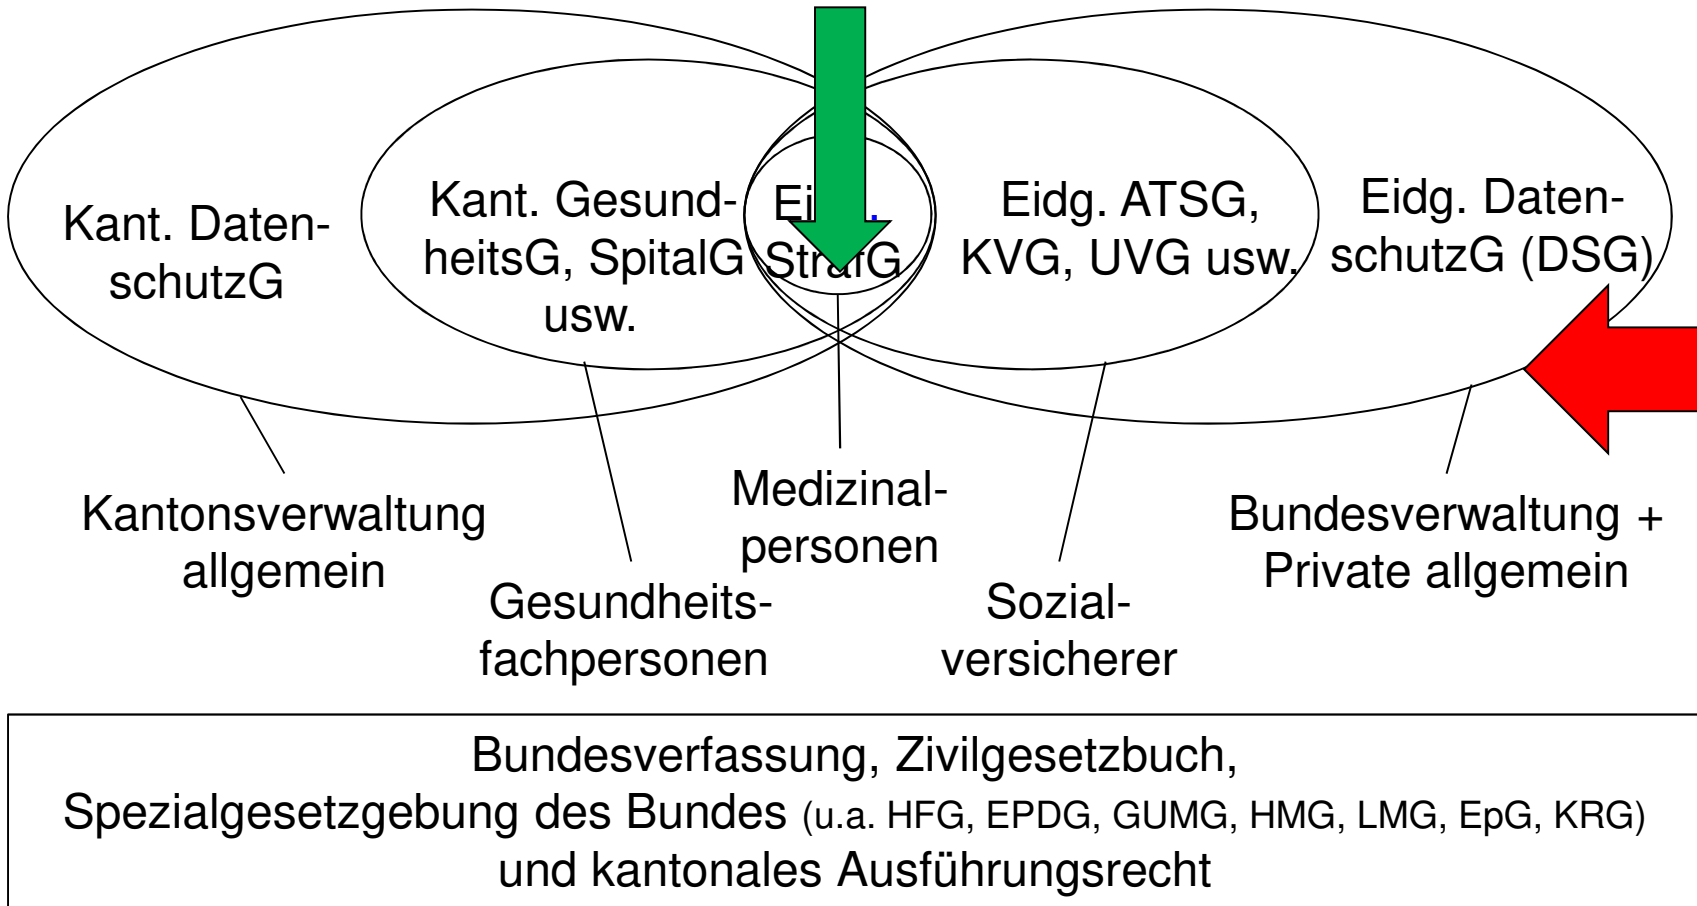 Kant. Daten-
schutzG
Kant. Gesund-
heitsG, SpitalG
usw.
StrafG
Eidg. ATSG,
KVG, UVG usw.
Eidg. Daten-
schutzG (DSG)
Kantonsverwaltung
allgemein
Gesundheits-
fachpersonen
Medizinal-
personen
Sozial-
versicherer
Bundesverwaltung +
Private allgemein
Bundesverfassung, Zivilgesetzbuch,
Spezialgesetzgebung des Bundes (u.a. HFG, EPDG, GUMG, HMG, LMG, EpG, KRG)
und kantonales Ausführungsrecht